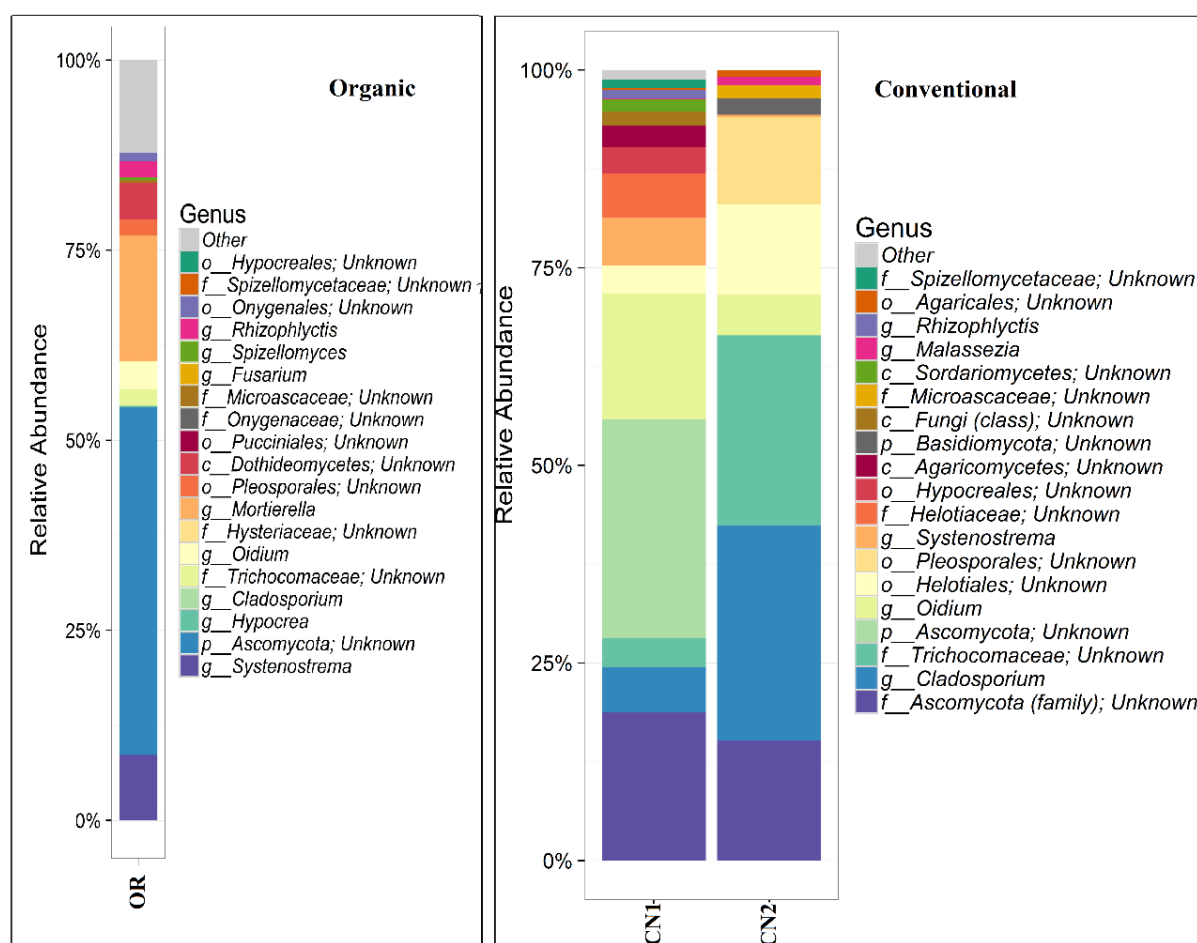 Organic
Relative Abundance
100%
75%
50%
25%
0%
OR
Genus
Other
o__Hypocreales; Unknown
f__Spizellomycetaceae; Unknown
o__Onygenales; Unknown
g__Rhizophlyctis
g__Spizellomyces
g__Fusarium
f__Microascaceae; Unknown
f__Onygenaceae; Unknown
o__Pucciniales; Unknown
c__Dothideomycetes; Unknown
o__Pleosporales; Unknown
g__Mortierella
f__Hysteriaceae; Unknown
g__Oidium
f__Trichocomaceae; Unknown
g__Cladosporium
g__Hypocrea
p__Ascomycota; Unknown
g__Systenostrema
Conventional
Relative Abundance
100%
75%
50%
25%
0%
CN1
CN2
Genus
Other
f__Spizellomycetaceae; Unknown
o__Agaricales; Unknown
g__Rhizophlyctis
g__Malassezia
c__Sordariomycetes; Unknown
f__Microascaceae; Unknown
c__Fungi (class); Unknown
p__Basidiomycota; Unknown
c__Agaricomycetes; Unknown
o__Hypocreales; Unknown
f__Helotiaceae; Unknown
g__Systenostrema
o__Pleosporales; Unknown
o__Helotiales; Unknown
g__Oidium
p__Ascomycota; Unknown
f__Trichocomaceae; Unknown
g__Cladosporium
f__Ascomycota (family); Unknown